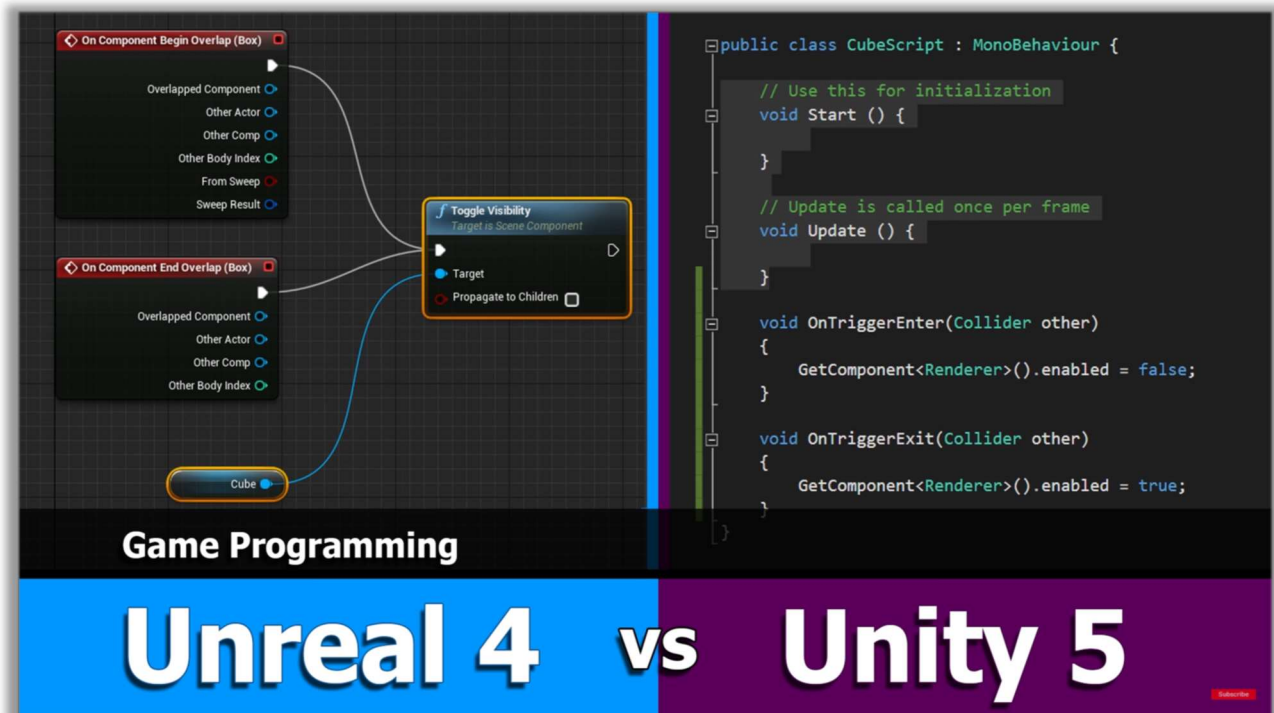 On Component Begin Overlap (Box)
Overlapped Component
Other Actor
Other Comp
Other Body Index
From Sweep
Sweep Result
On Component End Overlap (Box)
Overlapped Component
Other Actor
Other Comp
Other Body Index
f Toggle Visibility
Target is Scene Component
Target
Propagate to Children
Cube
public class CubeScript : MonoBehaviour {
// Use this for initialization
void Start () {
}
// Update is called once per frame
void Update () {
}
void OnTriggerEnter(Collider other)
{
GetComponent<Renderer>().enabled = false;
}
void OnTriggerExit(Collider other)
{
GetComponent<Renderer>().enabled = true;
}
}
Game Programming
Unreal 4 vs Unity 5
Subscribe